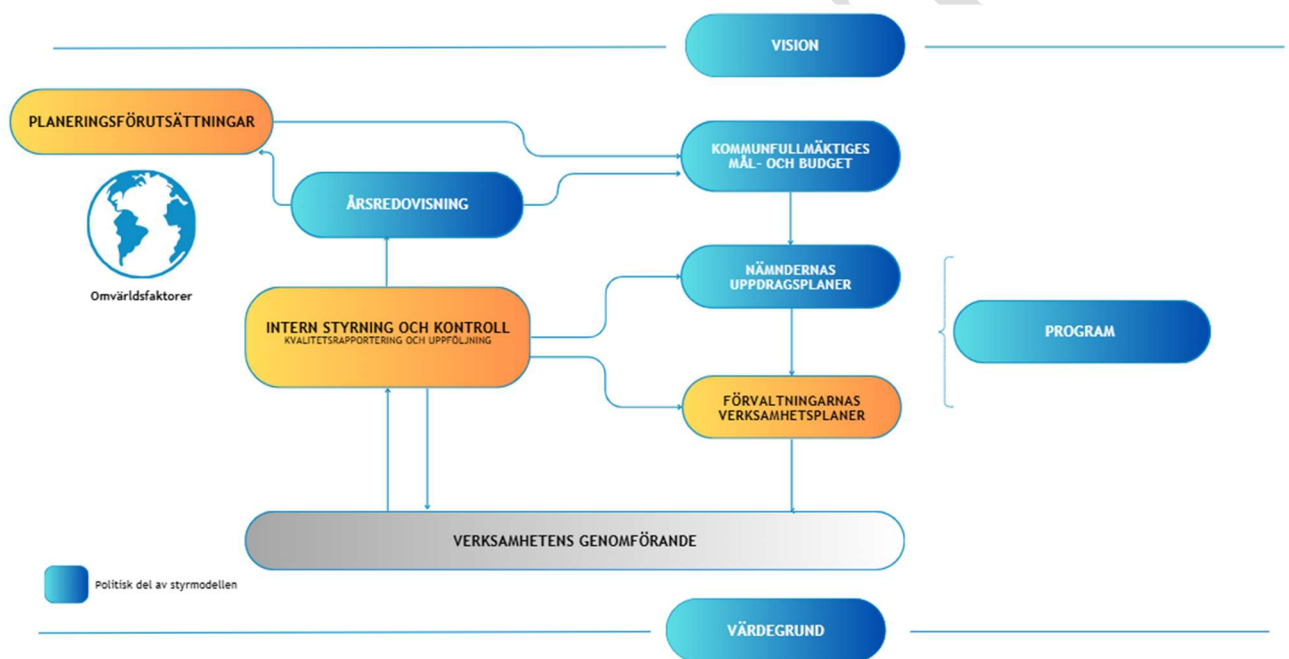 VISION
PLANERINGSFÖRUTSÄTTNINGAR
KOMMUNFULLMÄKTIGES
MÅL- OCH BUDGET
ÅRSREDOVISNING
Omvärldsfaktorer
NÄMNDERNAS
UPPDRAGSPLANER
INTERN STYRNING OCH KONTROLL
KVALITETSRAPPORTERING OCH UPPFÖLJNING
PROGRAM
FÖRVALTNINGARNAS
VERKSAMHETSPLANER
VERKSAMHETENS GENOMFÖRANDE
Politisk del av styrmodellen
VÄRDEGRUND